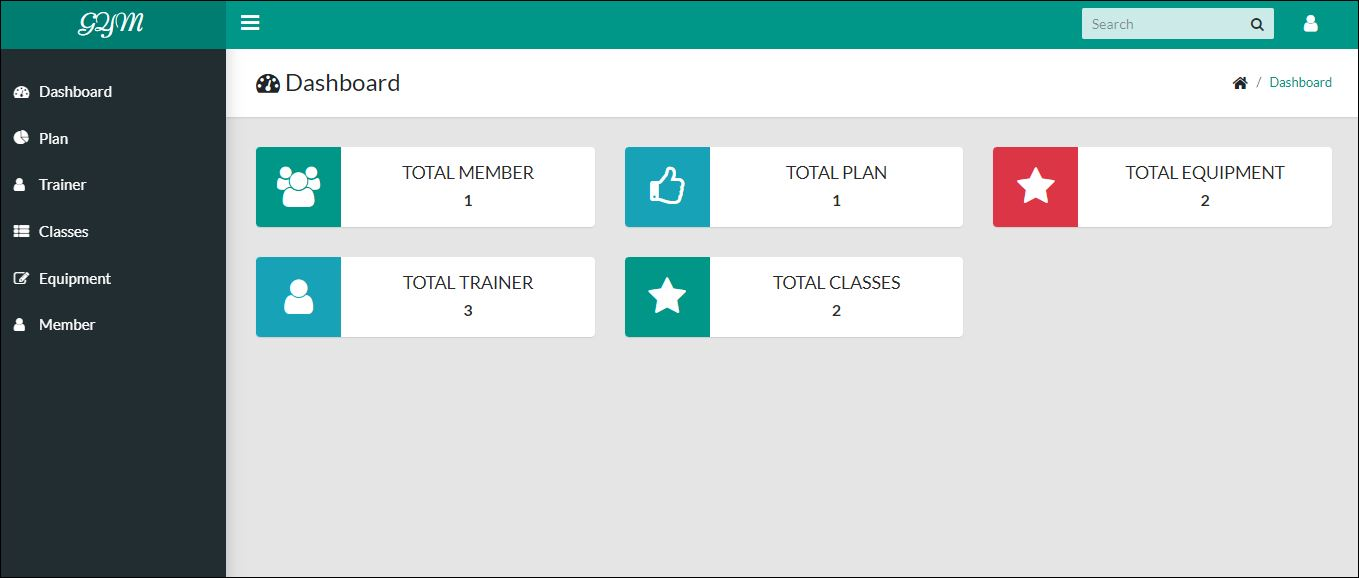 GYM
Search
Dashboard
/ Dashboard
Dashboard
Plan
Trainer
Classes
Equipment
Member
TOTAL MEMBER
1
TOTAL PLAN
1
TOTAL EQUIPMENT
2
TOTAL TRAINER
3
TOTAL CLASSES
2